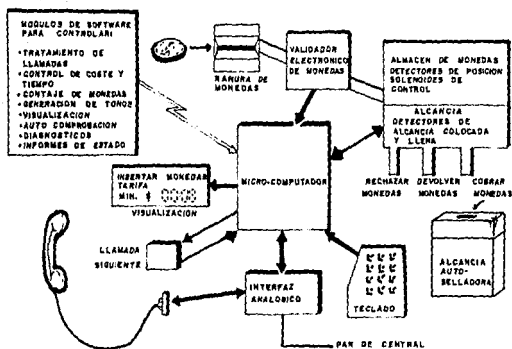 MODULOS DE SOFTWARE
PARA CONTROLAR:
•TRATAMIENTO DE
LLAMADAS
•CONTROL DE COSTE Y
TIEMPO
•CONTAJE DE MONEDAS
•GENERACION DE TONOS
•VISUALIZACION
•AUTO COMPROBACION
•DIAGNOSTICOS
•INFORMES DE ESTADO
RANURA DE
MONEDAS
VALIDADOR
ELECTRONICO
DE MONEDAS
ALMACEN DE MONEDAS
DETECTORES DE POSICION
SOLENOIDES DE
CONTROL
ALCANCIA
DETECTORES DE
ALCANCIA COLOCADA
Y LLENA
RECHAZAR
MONEDAS
DEVOLVER
MONEDAS
COBRAR
MONEDAS
MICRO-COMPUTADOR
INSERTAR MONEDAS
TARIFA
MIN. $
VISUALIZACION
LLAMADA
SIGUIENTE
INTERFAZ
ANALOGICO
TECLADO
ALCANCIA
AUTO-
SELLADORA
PAR DE CENTRAL